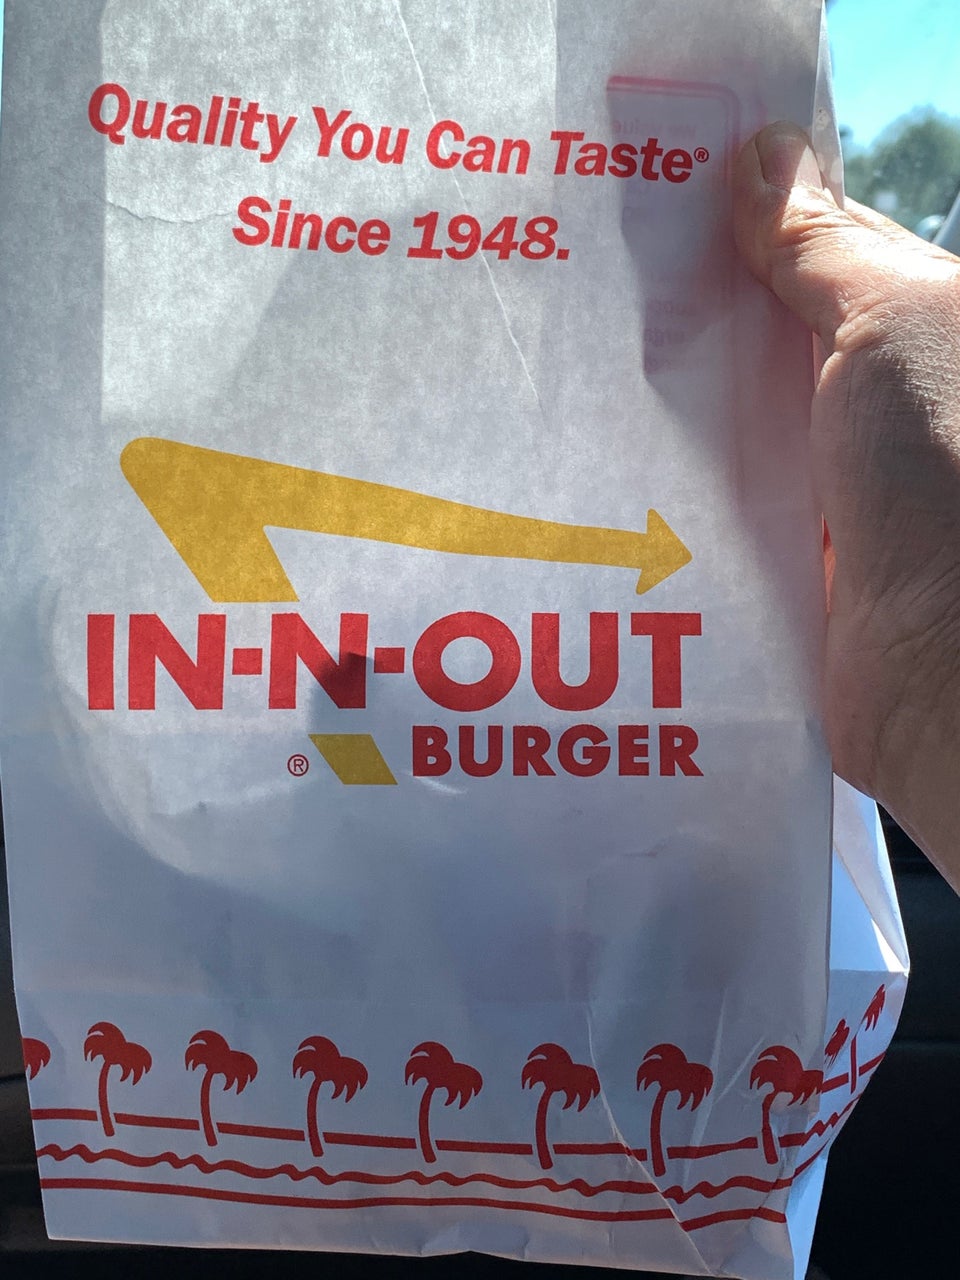 Quality You Can Taste®
Since 1948.
IN-N-OUT
® BURGER